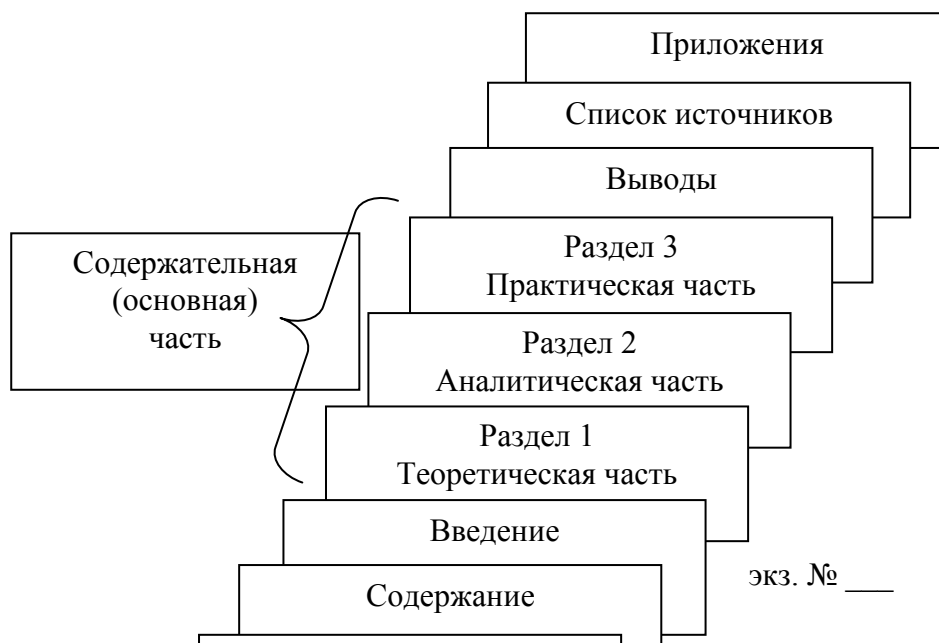 Приложения
Список источников
Выводы
Раздел 3
Практическая часть
Содержательная
(основная)
часть
Раздел 2
Аналитическая часть
Раздел 1
Теоретическая часть
Введение
экз. № ___
Содержание